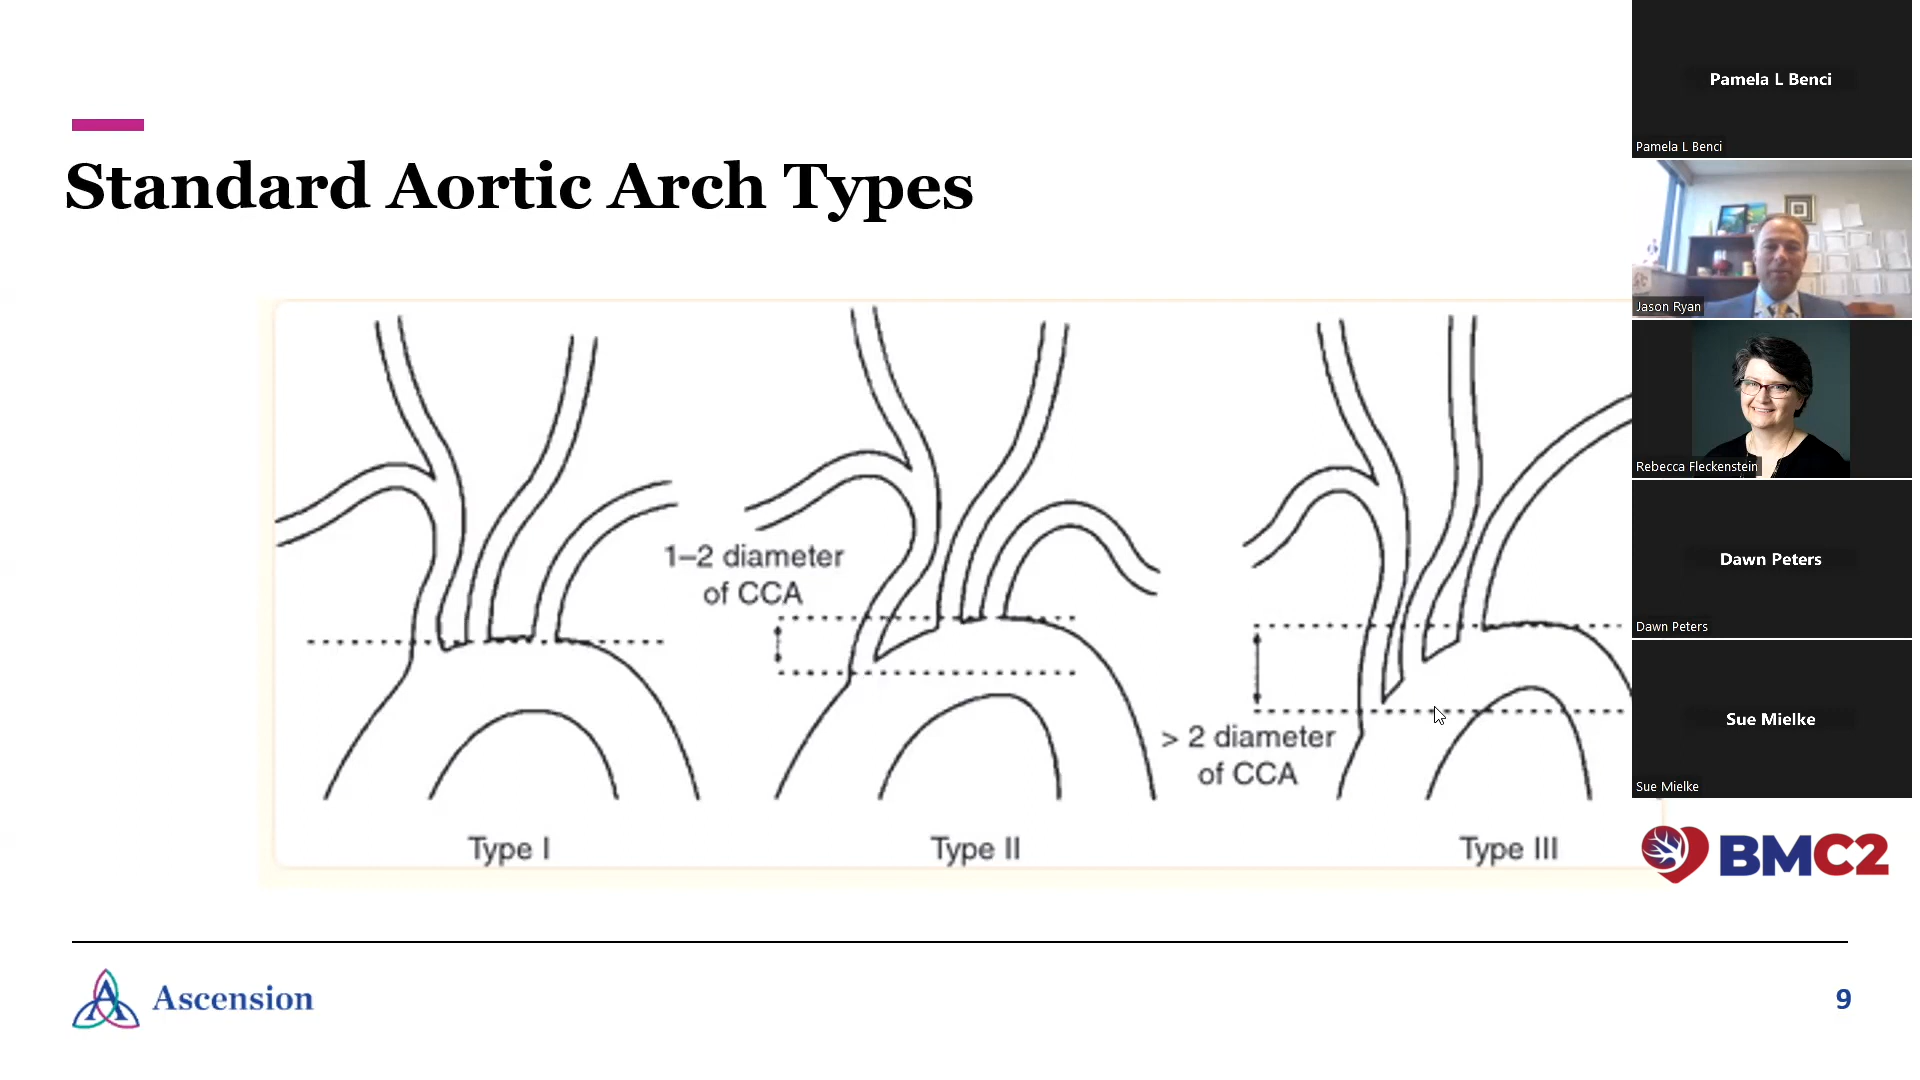 Standard Aortic Arch Types
1–2 diameter
of CCA
> 2 diameter
of CCA
Type I
Type II
Type III
Ascension
9
Pamela L Benci
Pamela L Benci
Jason Ryan
Rebecca Fleckenstein
Dawn Peters
Dawn Peters
Sue Mielke
Sue Mielke
BMC2